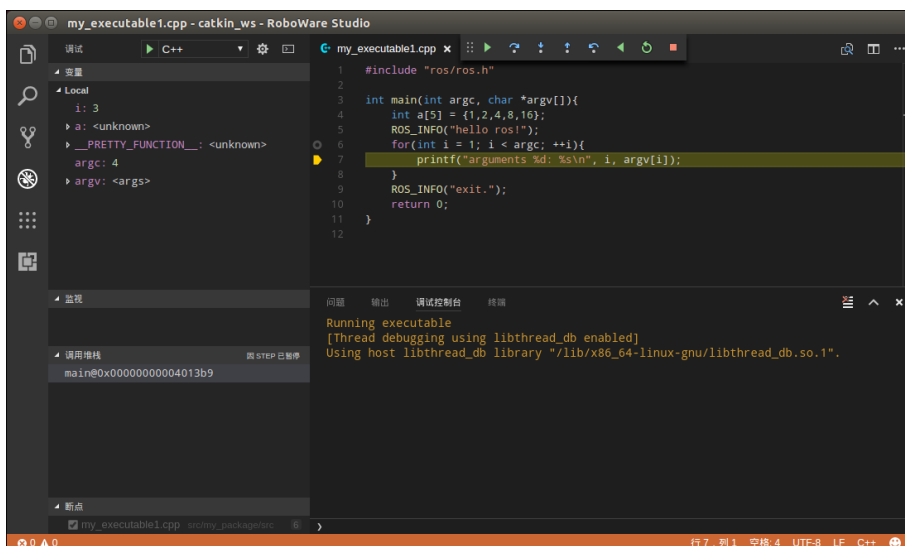 my_executable1.cpp - catkin_ws - RoboWare Studio
调试 C++
变量
Local
i: 3
a: <unknown>
__PRETTY_FUNCTION__: <unknown>
argc: 4
argv: <args>
监视
调用堆栈 因 STEP 已暂停
main@0x00000000004013b9
断点
my_executable1.cpp src/my_package/src 6
my_executable1.cpp
1 #include "ros/ros.h"
2
3 int main(int argc, char *argv[]){
4 int a[5] = {1,2,4,8,16};
5 ROS_INFO("hello ros!");
6 for(int i = 1; i < argc; ++i){
7 printf("arguments %d: %s\n", i, argv[i]);
8 }
9 ROS_INFO("exit.");
10 return 0;
11 }
12
问题 输出 调试控制台 终端
Running executable
[Thread debugging using libthread_db enabled]
Using host libthread_db library "/lib/x86_64-linux-gnu/libthread_db.so.1".
0 0 行 7,列 1 空格: 4 UTF-8 LF C++